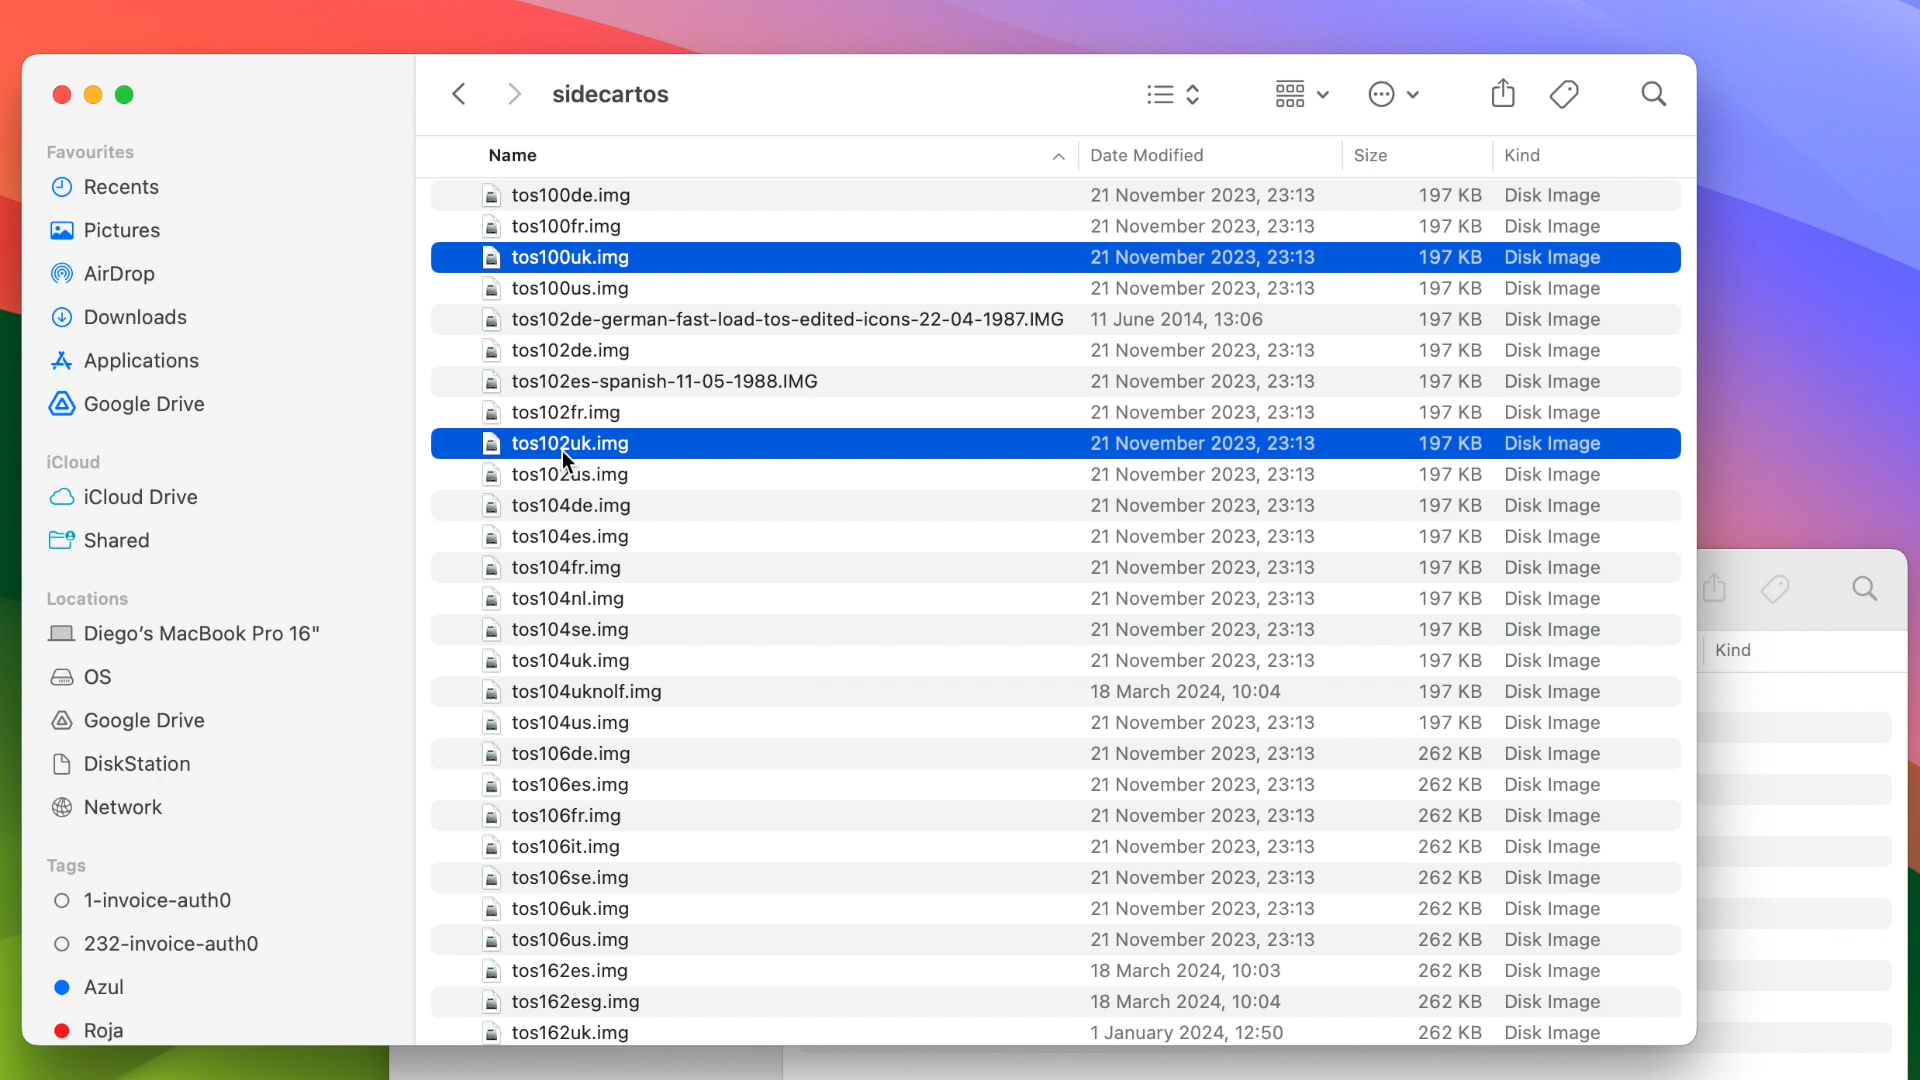 sidecartos
Favourites
Recents
Pictures
AirDrop
Downloads
Applications
Google Drive
iCloud
iCloud Drive
Shared
Locations
Diego's MacBook Pro 16"
OS
Google Drive
DiskStation
Network
Tags
1-invoice-auth0
232-invoice-auth0
Azul
Roja
Name Date Modified Size Kind
tos100de.img 21 November 2023, 23:13 197 KB Disk Image
tos100fr.img 21 November 2023, 23:13 197 KB Disk Image
tos100uk.img 21 November 2023, 23:13 197 KB Disk Image
tos100us.img 21 November 2023, 23:13 197 KB Disk Image
tos102de-german-fast-load-tos-edited-icons-22-04-1987.IMG 11 June 2014, 13:06 197 KB Disk Image
tos102de.img 21 November 2023, 23:13 197 KB Disk Image
tos102es-spanish-11-05-1988.IMG 21 November 2023, 23:13 197 KB Disk Image
tos102fr.img 21 November 2023, 23:13 197 KB Disk Image
tos102uk.img 21 November 2023, 23:13 197 KB Disk Image
tos102us.img 21 November 2023, 23:13 197 KB Disk Image
tos104de.img 21 November 2023, 23:13 197 KB Disk Image
tos104es.img 21 November 2023, 23:13 197 KB Disk Image
tos104fr.img 21 November 2023, 23:13 197 KB Disk Image
tos104nl.img 21 November 2023, 23:13 197 KB Disk Image
tos104se.img 21 November 2023, 23:13 197 KB Disk Image
tos104uk.img 21 November 2023, 23:13 197 KB Disk Image
tos104uknolf.img 18 March 2024, 10:04 197 KB Disk Image
tos104us.img 21 November 2023, 23:13 197 KB Disk Image
tos106de.img 21 November 2023, 23:13 262 KB Disk Image
tos106es.img 21 November 2023, 23:13 262 KB Disk Image
tos106fr.img 21 November 2023, 23:13 262 KB Disk Image
tos106it.img 21 November 2023, 23:13 262 KB Disk Image
tos106se.img 21 November 2023, 23:13 262 KB Disk Image
tos106uk.img 21 November 2023, 23:13 262 KB Disk Image
tos106us.img 21 November 2023, 23:13 262 KB Disk Image
tos162es.img 18 March 2024, 10:03 262 KB Disk Image
tos162esg.img 18 March 2024, 10:04 262 KB Disk Image
tos162uk.img 1 January 2024, 12:50 262 KB Disk Image
Kind